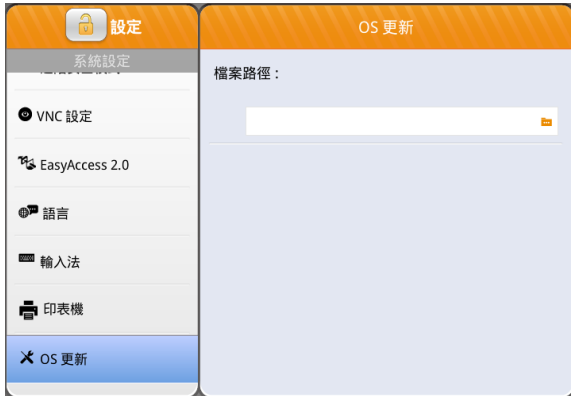 設定
系統設定
VNC 設定
EasyAccess 2.0
語言
輸入法
印表機
OS 更新
OS 更新
檔案路徑：